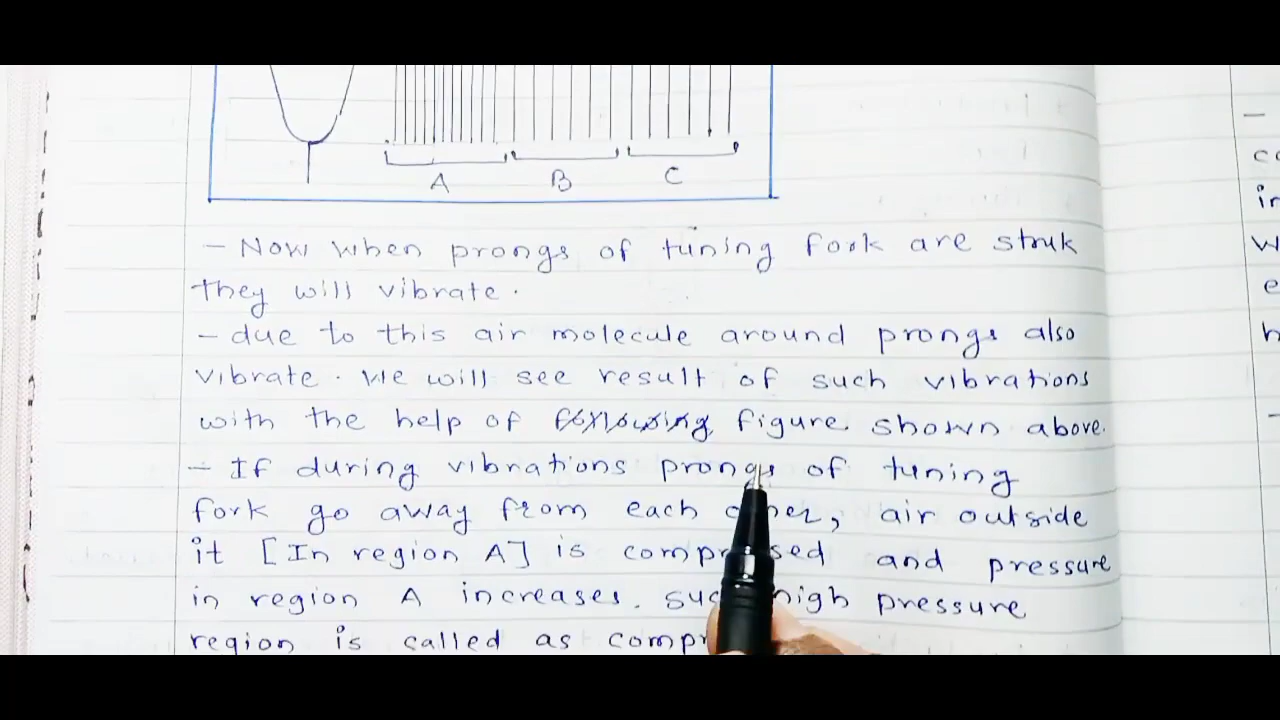 A B C
- Now when prongs of tuning fork are struk
they will vibrate.
- due to this air molecule around prongs also
vibrate. We will see result of such vibrations
with the help of following figure shown above.
- If during vibrations prongs of tuning
fork go away from each other, air outside
it [In region A] is compressed and pressure
in region A increases. such high pressure
region is called as
in